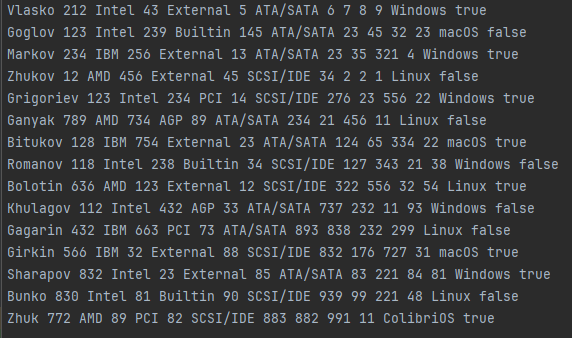 Vlasko 212 Intel 43 External 5 ATA/SATA 6 7 8 9 Windows true
Goglov 123 Intel 239 Builtin 145 ATA/SATA 23 45 32 23 macOS false
Markov 234 IBM 256 External 13 ATA/SATA 23 35 321 4 Windows true
Zhukov 12 AMD 456 External 45 SCSI/IDE 34 2 2 1 Linux false
Grigoriev 123 Intel 234 PCI 14 SCSI/IDE 276 23 556 22 Windows true
Ganyak 789 AMD 734 AGP 89 ATA/SATA 234 21 456 11 Linux false
Bitukov 128 IBM 754 External 23 ATA/SATA 124 65 334 22 macOS true
Romanov 118 Intel 238 Builtin 34 SCSI/IDE 127 343 21 38 Windows false
Bolotin 636 AMD 123 External 12 SCSI/IDE 322 556 32 54 Linux true
Khulagov 112 Intel 432 AGP 33 ATA/SATA 737 232 11 93 Windows false
Gagarin 432 IBM 663 PCI 73 ATA/SATA 893 838 232 299 Linux false
Girkin 566 IBM 32 External 88 SCSI/IDE 832 176 727 31 macOS true
Sharapov 832 Intel 23 External 85 ATA/SATA 83 221 84 81 Windows true
Bunko 830 Intel 81 Builtin 90 SCSI/IDE 939 99 221 48 Linux false
Zhuk 772 AMD 89 PCI 82 SCSI/IDE 883 882 991 11 ColibriOS true